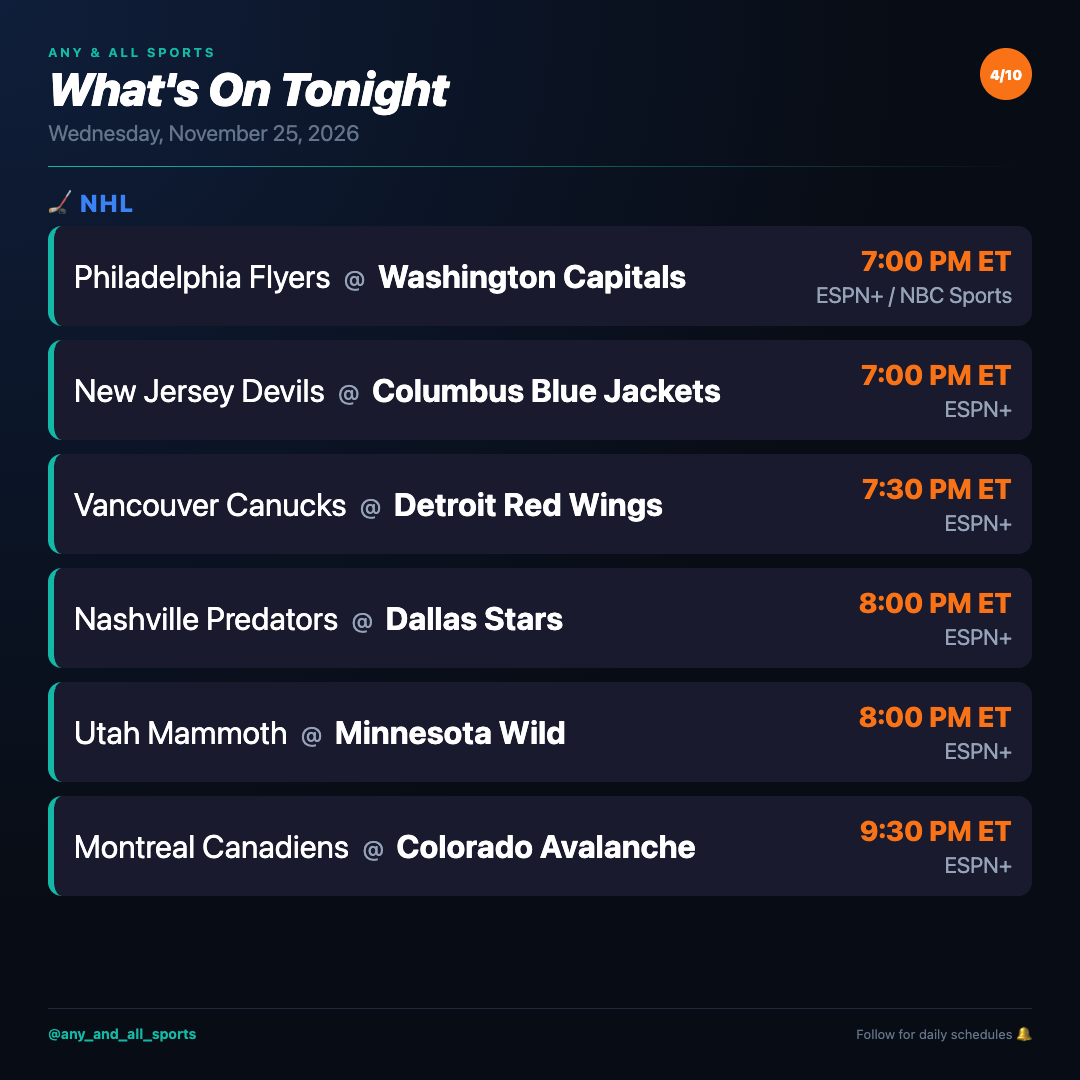 ANY & ALL SPORTS
What's On Tonight
4/10
Wednesday, November 25, 2026
NHL
Philadelphia Flyers @ Washington Capitals
7:00 PM ET
ESPN+ / NBC Sports
New Jersey Devils @ Columbus Blue Jackets
7:00 PM ET
ESPN+
Vancouver Canucks @ Detroit Red Wings
7:30 PM ET
ESPN+
Nashville Predators @ Dallas Stars
8:00 PM ET
ESPN+
Utah Mammoth @ Minnesota Wild
8:00 PM ET
ESPN+
Montreal Canadiens @ Colorado Avalanche
9:30 PM ET
ESPN+
@any_and_all_sports
Follow for daily schedules 🔔